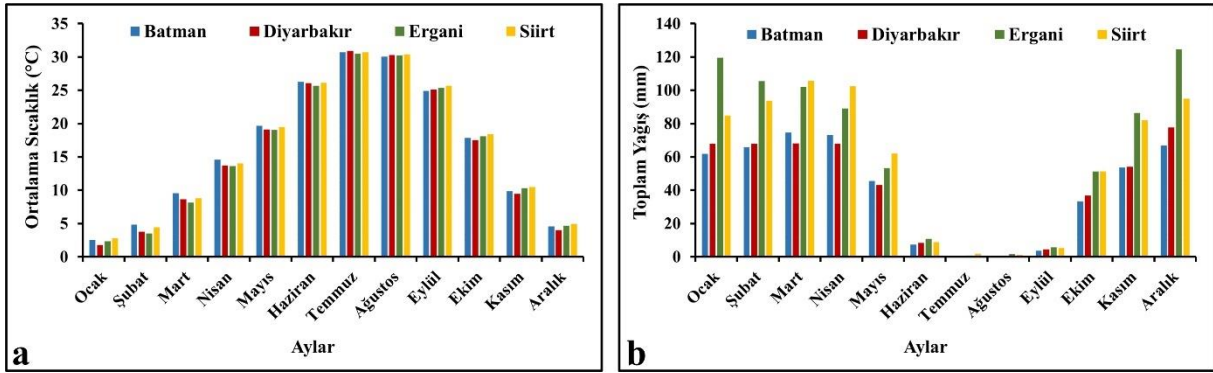 Batman Diyarbakır Ergani Siirt
Ortalama Sıcaklık (°C)
35
30
25
20
15
10
5
0
Ocak Şubat Mart Nisan Mayıs Haziran Temmuz Ağustos Eylül Ekim Kasım Aralık
Aylar
a
Batman Diyarbakır Ergani Siirt
Toplam Yağış (mm)
140
120
100
80
60
40
20
0
Ocak Şubat Mart Nisan Mayıs Haziran Temmuz Ağustos Eylül Ekim Kasım Aralık
Aylar
b